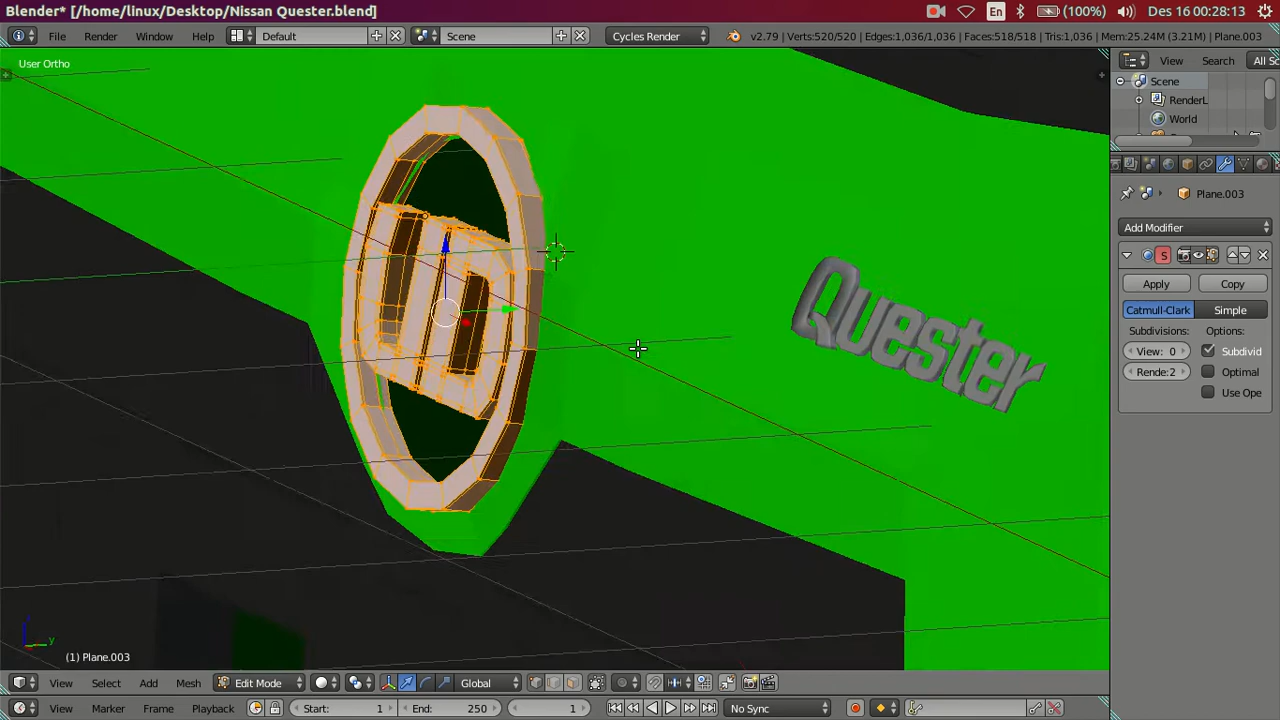 Blender* [/home/linux/Desktop/Nissan Quester.blend]
En (100%) Des 16 00:28:13
File Render Window Help Default Scene Cycles Render v2.79 | Verts:520/520 | Edges:1,036/1,036 | Faces:518/518 | Tris:1,036 | Mem:25.24M (3.21M) | Plane.003
User Ortho
View Search All Sc
Scene
RenderL
World
Plane.003
Add Modifier
S
Apply Copy
Catmull-Clark Simple
Subdivisions: Options:
View: 0 Subdivid
Rende:2 Optimal
Use Ope
Quester
y
(1) Plane.003
View Select Add Mesh Edit Mode Global
View Marker Frame Playback Start: 1 End: 250 1 No Sync